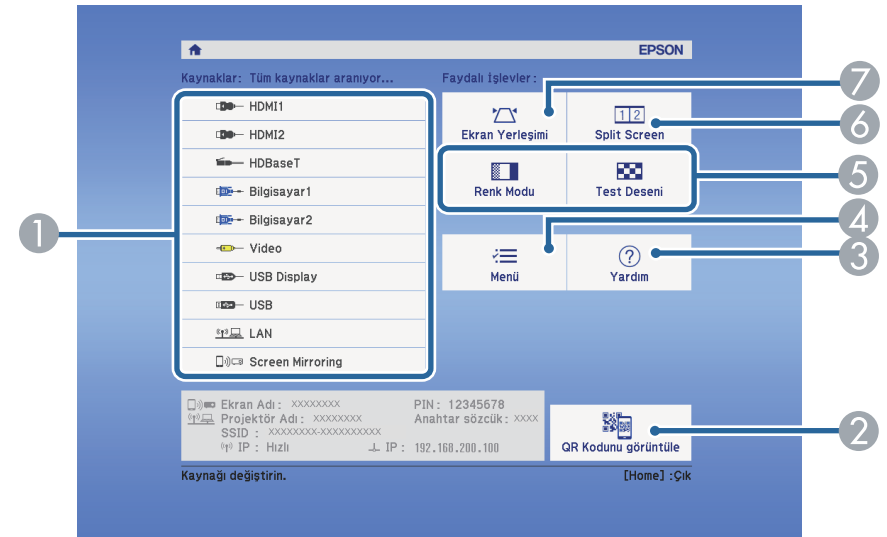 EPSON
Kaynaklar: Tüm kaynaklar aranıyor...
HDMI1
HDMI2
HDBaseT
Bilgisayar1
Bilgisayar2
Video
USB Display
USB
LAN
Screen Mirroring
Faydalı İşlevler:
Ekran Yerleşimi
1 2
Split Screen
Renk Modu
Test Deseni
Menü
?
Yardım
Ekran Adı : XXXXXXXX
Projektör Adı : XXXXXXXX
SSID : XXXXXXXX-XXXXXXXXXX
IP : Hızlı
PIN : 12345678
Anahtar sözcük : XXXX
IP : 192.168.200.100
QR Kodunu görüntüle
Kaynağı değiştirin.
[Home] :Çık
1
7
6
5
4
3
2